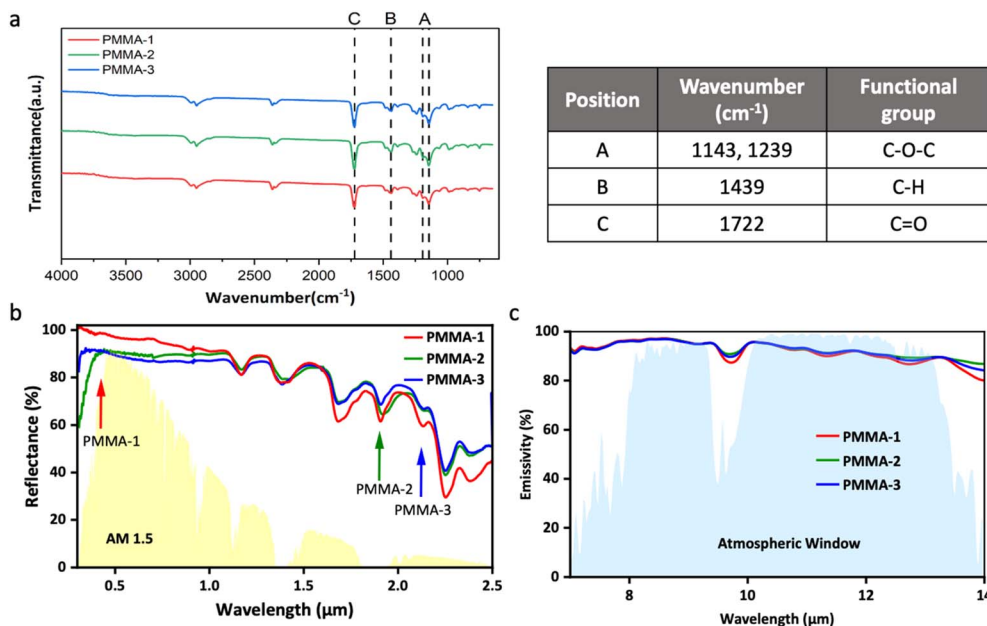 a
C B A
PMMA-1
PMMA-2
PMMA-3
Transmittance(a.u.)
4000 3500 3000 2500 2000 1500 1000
Wavenumber(cm-1)
Position Wavenumber (cm-1) Functional group
A 1143, 1239 C-O-C
B 1439 C-H
C 1722 C=O
b
100
80
60
40
20
0
Reflectance (%)
PMMA-1
PMMA-2
PMMA-3
PMMA-1
PMMA-2
PMMA-3
AM 1.5
0.5 1.0 1.5 2.0 2.5
Wavelength (μm)
c
100
80
60
40
20
0
Emissivity (%)
PMMA-1
PMMA-2
PMMA-3
Atmospheric Window
8 10 12 14
Wavelength (μm)